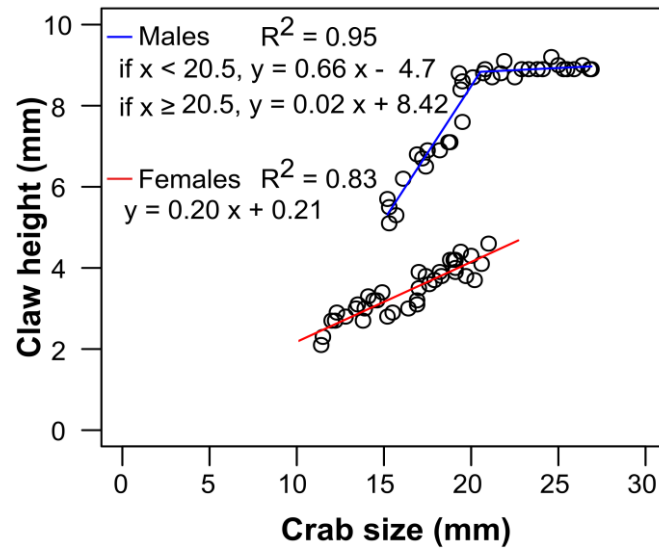 Males R2 = 0.95
if x < 20.5, y = 0.66 x - 4.7
if x ≥ 20.5, y = 0.02 x + 8.42
Females R2 = 0.83
y = 0.20 x + 0.21
Claw height (mm)
10
8
6
4
2
0
0 5 10 15 20 25 30
Crab size (mm)